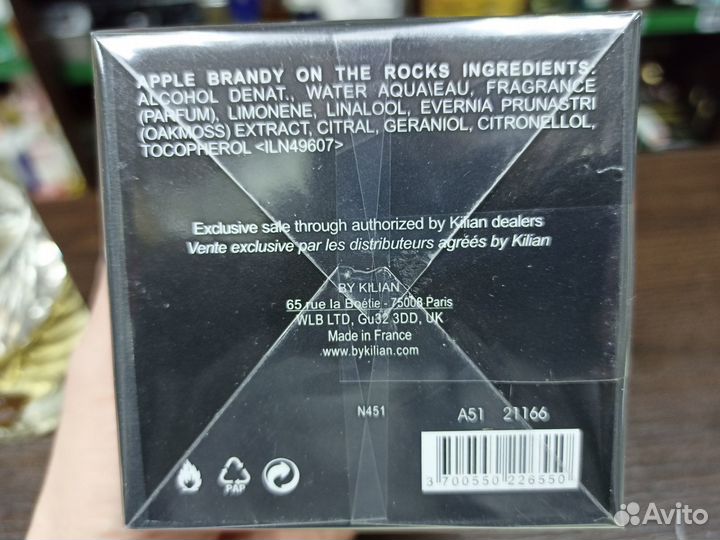 APPLE BRANDY ON THE ROCKS INGREDIENTS:
ALCOHOL DENAT., WATER AQUA\EAU, FRAGRANCE
(PARFUM), LIMONENE, LINALOOL, EVERNIA PRUNASTRI
(OAKMOSS) EXTRACT, CITRAL, GERANIOL, CITRONELLOL,
TOCOPHEROL <ILN49607>
Exclusive sale through authorized by Kilian dealers
Vente exclusive par les distributeurs agréés by Kilian
BY KILIAN
65 rue la Boétie - 75008 Paris
WLB LTD, Gu32 3DD, UK
Made in France
www.bykilian.com
N451
A51 21166
3 700550 226550
PAP
Avito